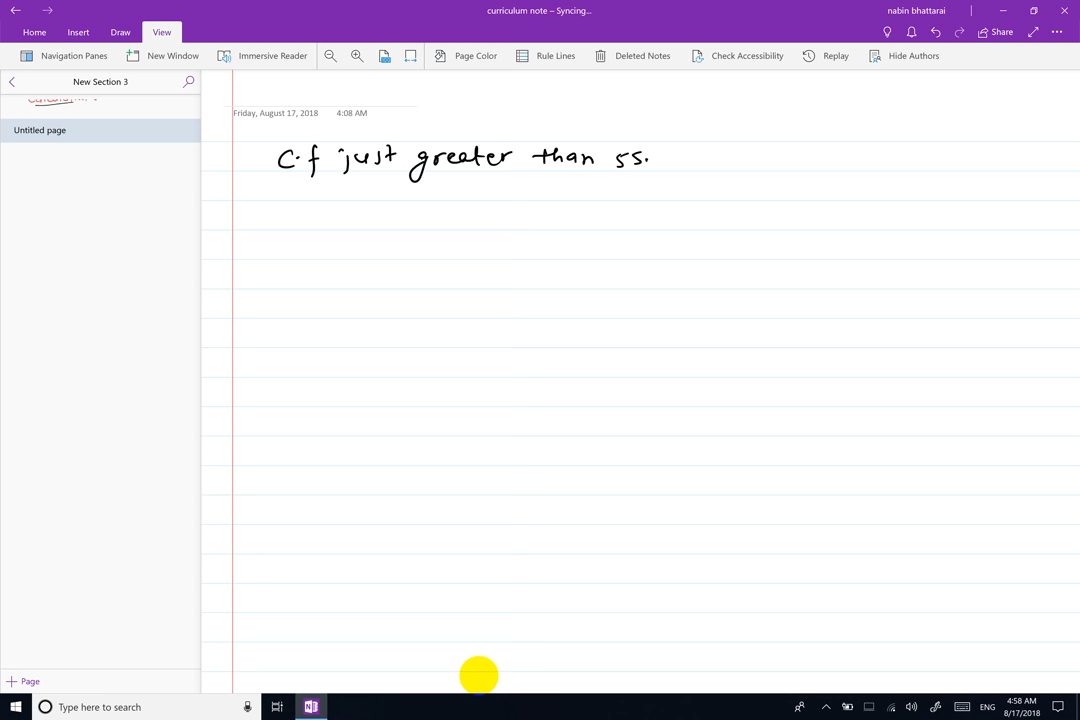 curriculum note – Syncing...
nabin bhattarai
Home Insert Draw View
Share
Navigation Panes New Window Immersive Reader Page Color Rule Lines Deleted Notes Check Accessibility Replay Hide Authors
New Section 3
Untitled page
Friday, August 17, 2018 4:08 AM
C.f just greater than 55.
Page
Type here to search
ENG
4:58 AM
8/17/2018